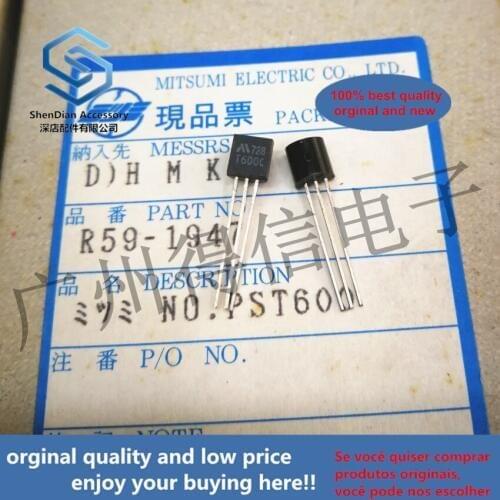 MITSUMI ELECTRIC CO., LTD.
ShenDian Accessory
深店配件有限公司
100% best quality
orginal and new
現品票
PACK
納入先 MESSRS
D)H M K
728
T600C
品番 PART N
R59-1947
品名 DESCRIPTION
ミツミ NO.PST600
注番 P/O NO.
NOTE
广州得信电子
orginal quality and low price
enjoy your buying here!!
Se você quiser comprar
produtos originais,
você pode nos escolher